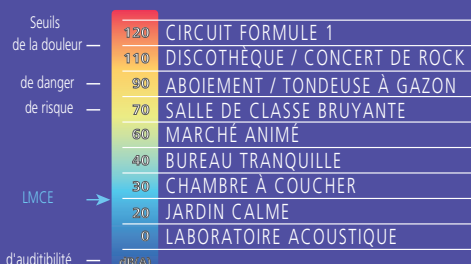 Seuils
de la douleur
120 CIRCUIT FORMULE 1
110 DISCOTHÈQUE / CONCERT DE ROCK
de danger
90 ABOIEMENT / TONDEUSE À GAZON
de risque
70 SALLE DE CLASSE BRUYANTE
60 MARCHÉ ANIMÉ
40 BUREAU TRANQUILLE
30 CHAMBRE À COUCHER
LMCE
20 JARDIN CALME
0 LABORATOIRE ACOUSTIQUE
d'auditibilité
dB(A)